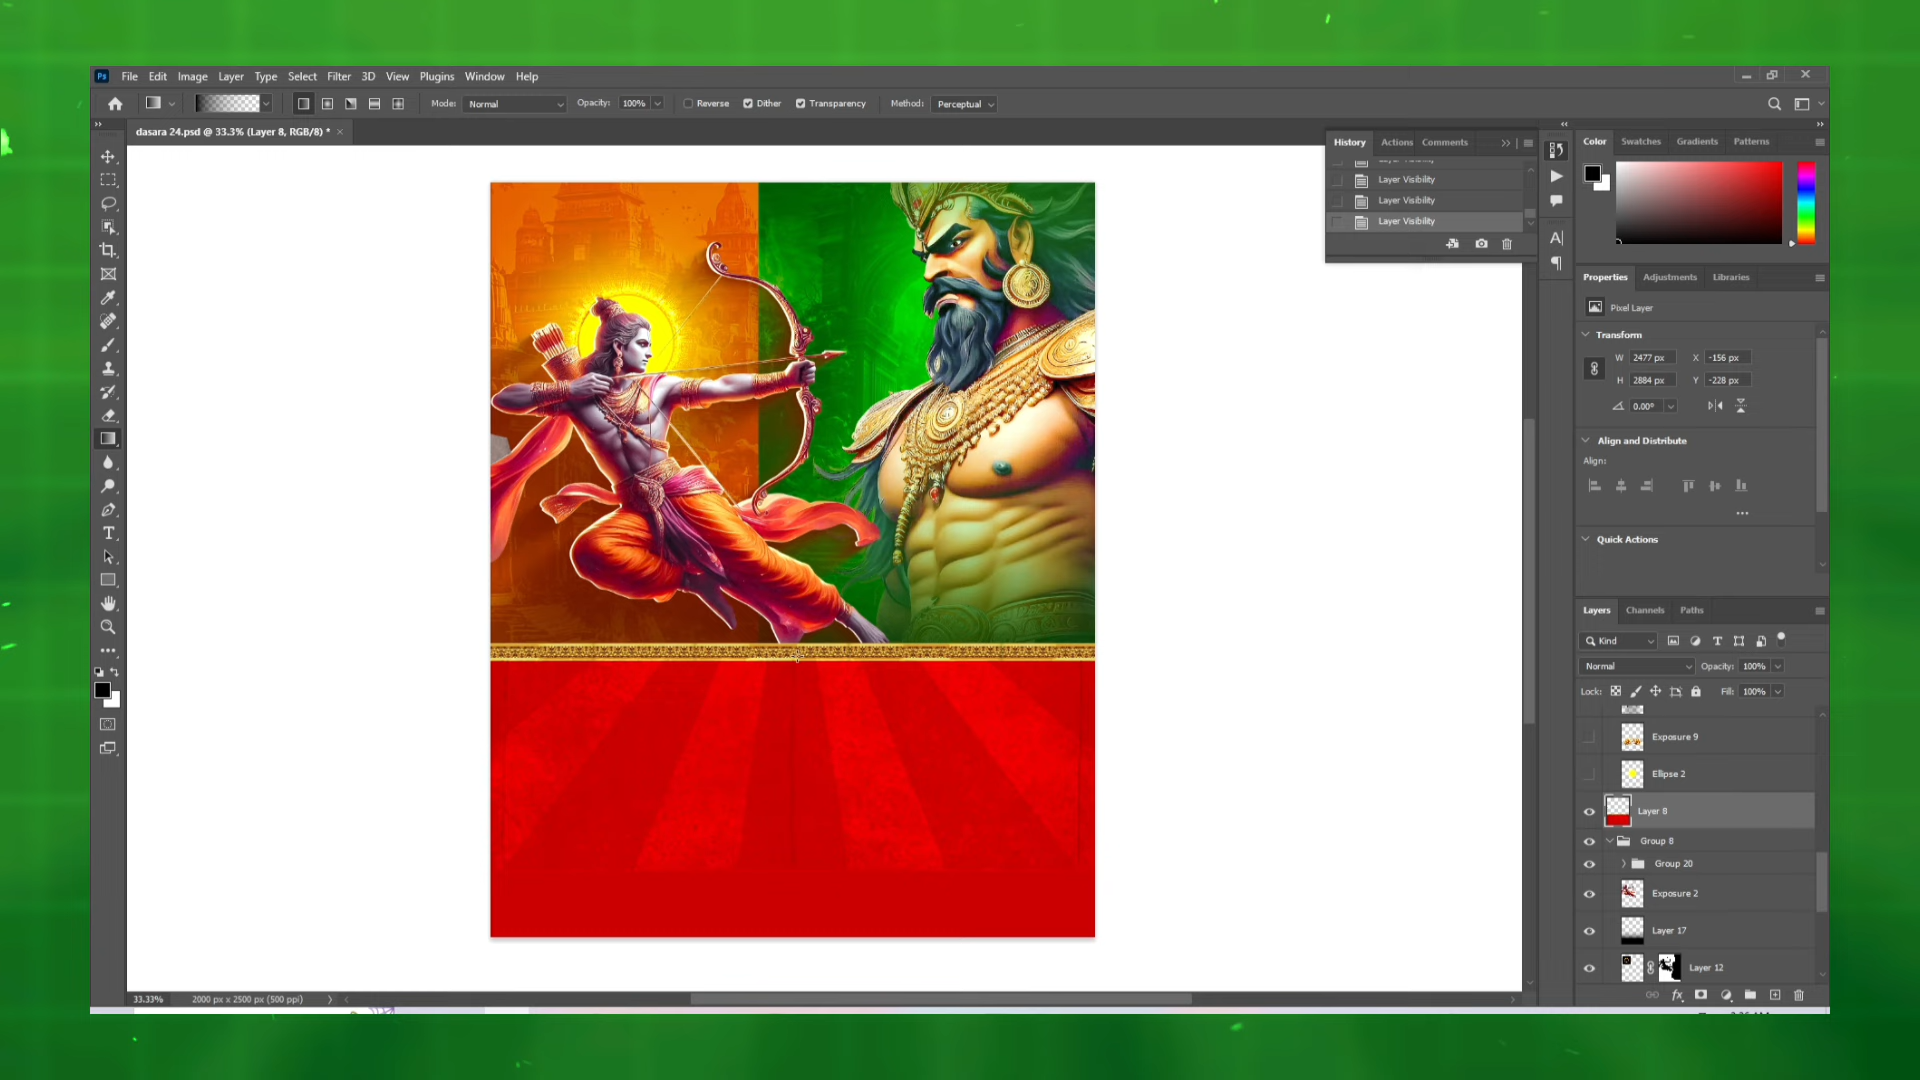 Ps File Edit Image Layer Type Select Filter 3D View Plugins Window Help
Mode: Normal Opacity: 100% Reverse Dither Transparency Method: Perceptual
dasara 24.psd @ 33.3% (Layer 8, RGB/8) *
History Actions Comments
Layer Visibility
Layer Visibility
Layer Visibility
Layer Visibility
Color Swatches Gradients Patterns
Properties Adjustments Libraries
Pixel Layer
Transform
W 2477 px X -156 px
H 2884 px Y -228 px
0.00°
Align and Distribute
Align:
Quick Actions
Layers Channels Paths
Kind
Normal Opacity: 100%
Lock: Fill: 100%
Exposure 9
Ellipse 2
Layer 8
Group 8
Group 20
Exposure 2
Layer 17
Layer 12
fx
33.33% 2000 px x 2500 px (500 ppi)